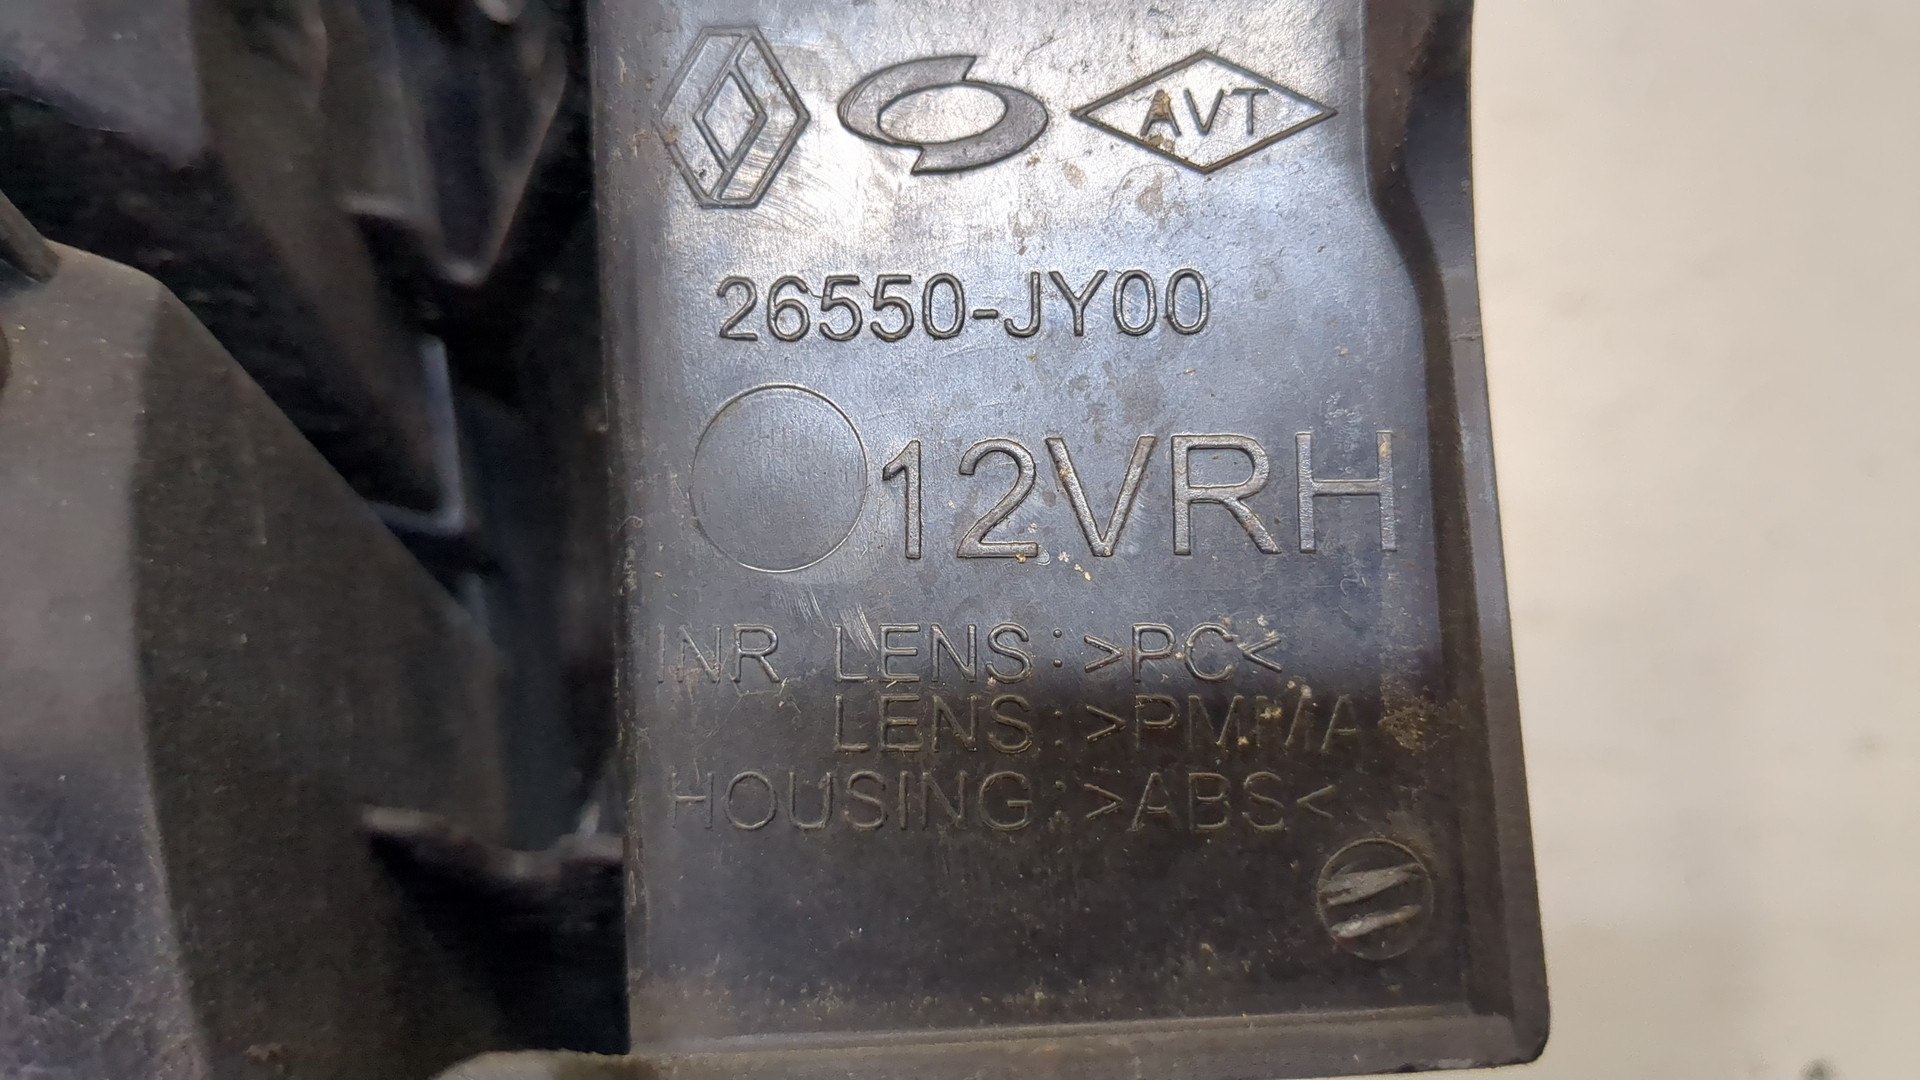 AVT
26550-JY00
12VRH
INR LENS:>PC<
LENS:>PMMA
HOUSING:>ABS<